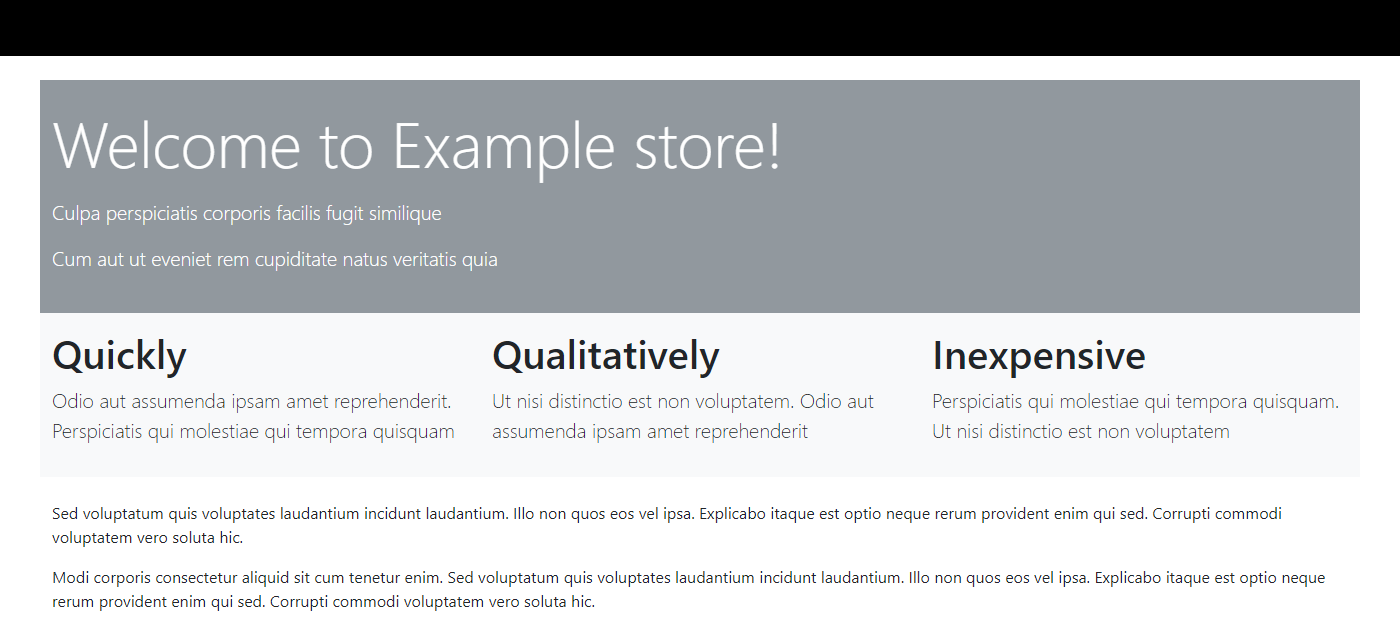 Welcome to Example store!
Culpa perspiciatis corporis facilis fugit similique
Cum aut ut eveniet rem cupiditate natus veritatis quia
Quickly
Odio aut assumenda ipsam amet reprehenderit.
Perspiciatis qui molestiae qui tempora quisquam
Qualitatively
Ut nisi distinctio est non voluptatem. Odio aut
assumenda ipsam amet reprehenderit
Inexpensive
Perspiciatis qui molestiae qui tempora quisquam.
Ut nisi distinctio est non voluptatem
Sed voluptatum quis voluptates laudantium incidunt laudantium. Illo non quos eos vel ipsa. Explicabo itaque est optio neque rerum provident enim qui sed. Corrupti commodi
voluptatem vero soluta hic.
Modi corporis consectetur aliquid sit cum tenetur enim. Sed voluptatum quis voluptates laudantium incidunt laudantium. Illo non quos eos vel ipsa. Explicabo itaque est optio neque
rerum provident enim qui sed. Corrupti commodi voluptatem vero soluta hic.